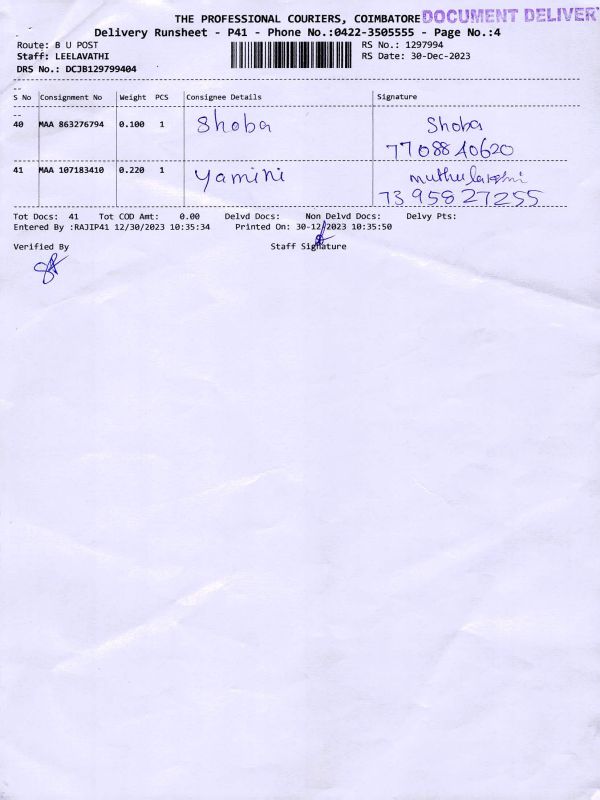 THE PROFESSIONAL COURIERS, COIMBATORE DOCUMENT DELIVER
Delivery Runsheet - P41 - Phone No.:0422-3505555 - Page No.:4
Route: B U POST RS No.: 1297994
Staff: LEELAVATHI RS Date: 30-Dec-2023
DRS No.: DCJB129799404
S No Consignment No Weight PCS Consignee Details Signature
40 MAA 863276794 0.100 1 Shoba Shoba
7708840620
41 MAA 107183410 0.220 1 Yamini muthulakshmi
7395827255
Tot Docs: 41 Tot COD Amt: 0.00 Delvd Docs: Non Delvd Docs: Delvy Pts:
Entered By :RAJIP41 12/30/2023 10:35:34 Printed On: 30-12/2023 10:35:50
Verified By Staff Signature